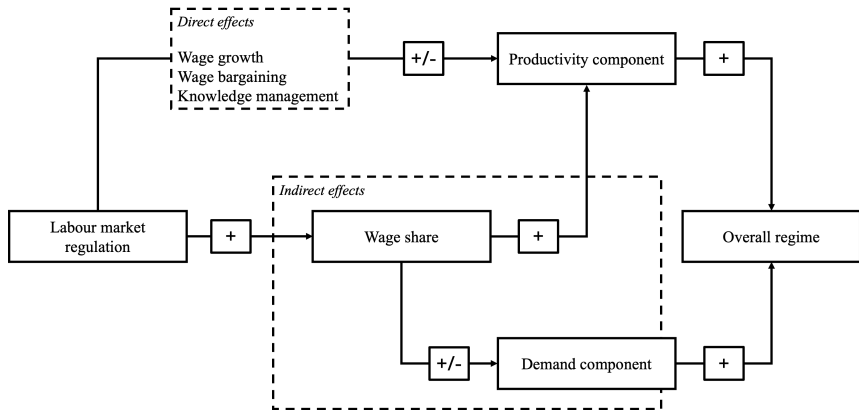 Direct effects
Wage growth
Wage bargaining
Knowledge management
+/-
Productivity component
+
Indirect effects
Labour market
regulation
+
Wage share
+
Overall regime
+/-
Demand component
+